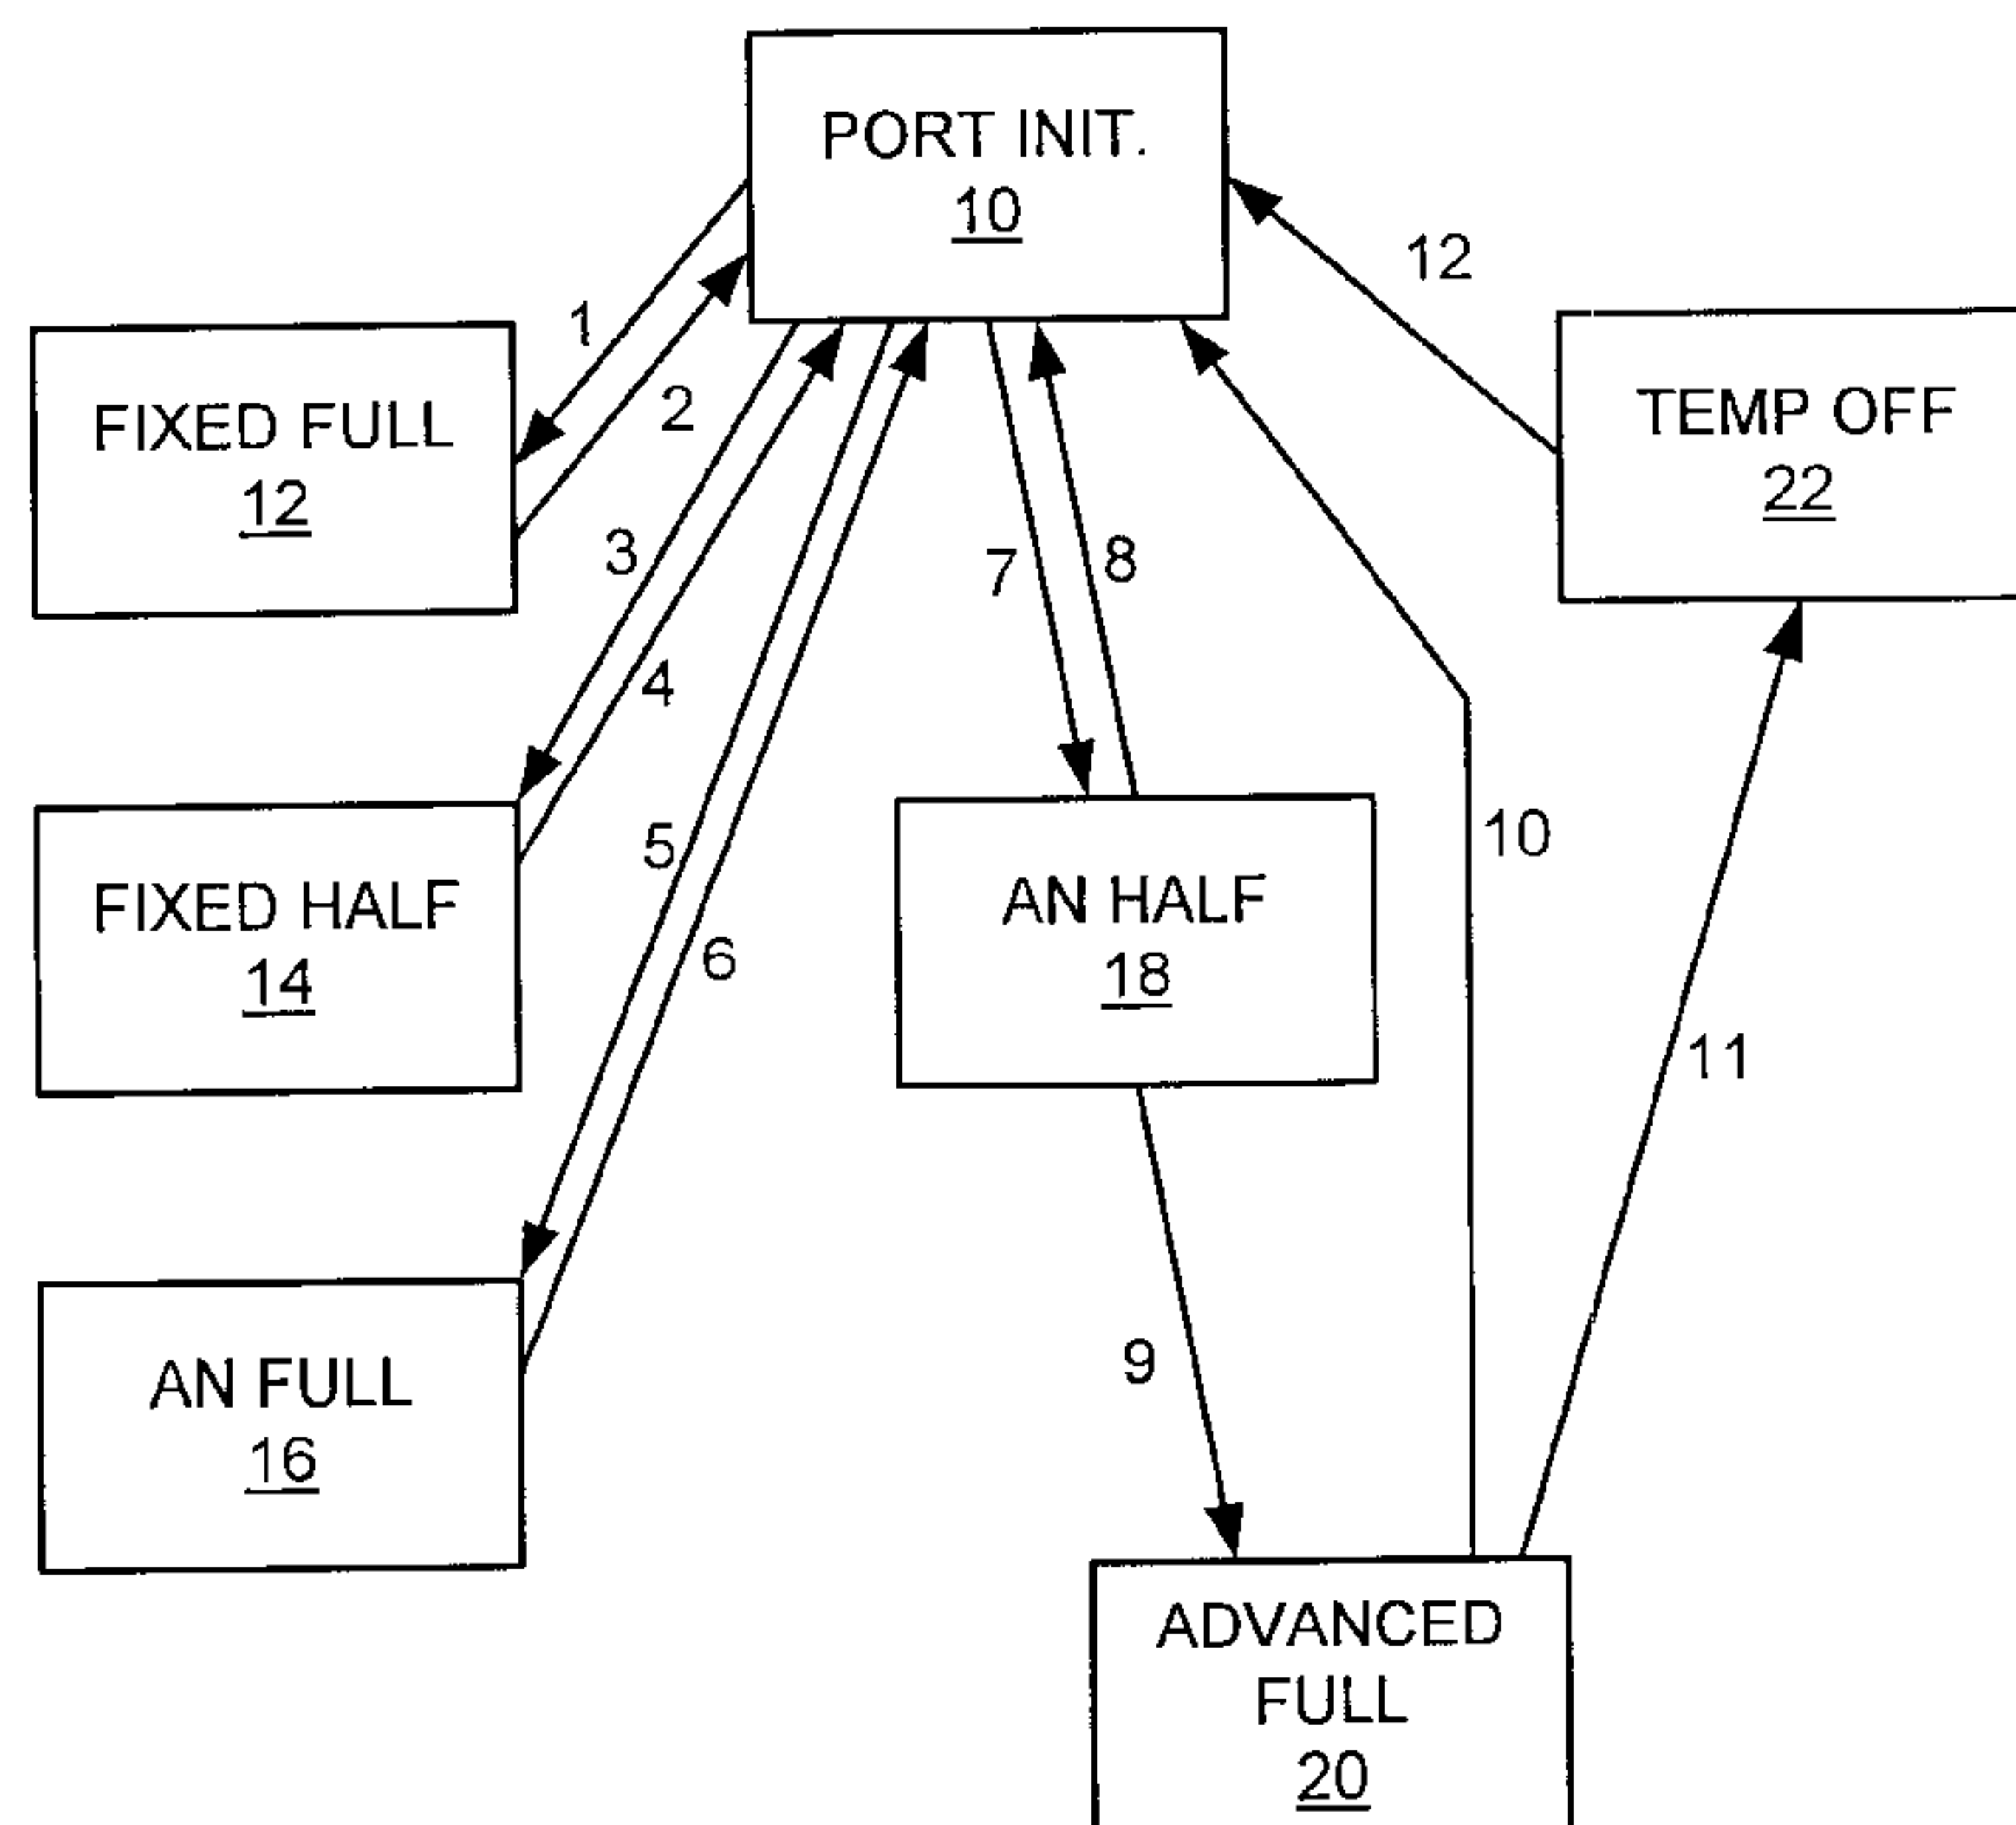 PORT INIT.
10
12
1
2
FIXED FULL
12
TEMP OFF
22
3
7
8
4
5
10
FIXED HALF
14
AN HALF
18
6
11
9
AN FULL
16
ADVANCED
FULL
20